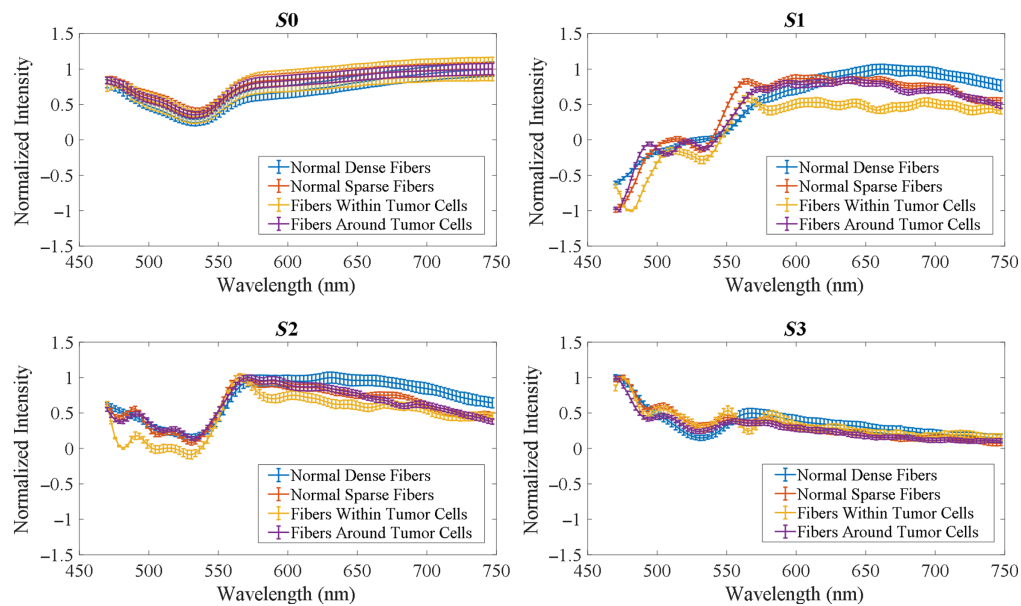 S0
1.5
1
0.5
0
−0.5
−1
−1.5
Normalized Intensity
Normal Dense Fibers
Normal Sparse Fibers
Fibers Within Tumor Cells
Fibers Around Tumor Cells
450 500 550 600 650 700 750
Wavelength (nm)
S1
1.5
1
0.5
0
−0.5
−1
−1.5
Normalized Intensity
Normal Dense Fibers
Normal Sparse Fibers
Fibers Within Tumor Cells
Fibers Around Tumor Cells
450 500 550 600 650 700 750
Wavelength (nm)
S2
1.5
1
0.5
0
−0.5
−1
−1.5
Normalized Intensity
Normal Dense Fibers
Normal Sparse Fibers
Fibers Within Tumor Cells
Fibers Around Tumor Cells
450 500 550 600 650 700 750
Wavelength (nm)
S3
1.5
1
0.5
0
−0.5
−1
−1.5
Normalized Intensity
Normal Dense Fibers
Normal Sparse Fibers
Fibers Within Tumor Cells
Fibers Around Tumor Cells
450 500 550 600 650 700 750
Wavelength (nm)